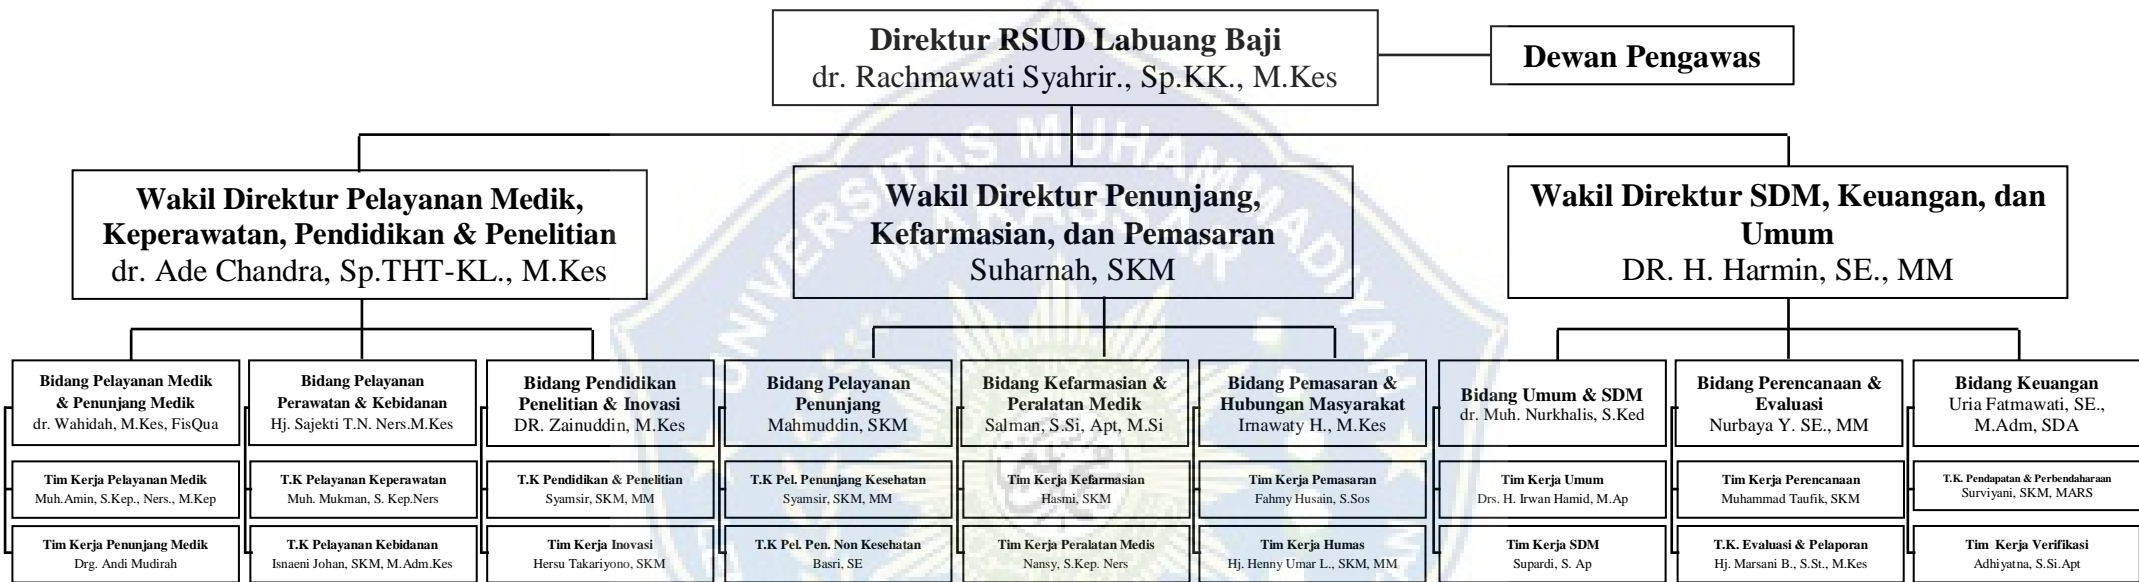 Direktur RSUD Labuang Baji
dr. Rachmawati Syahrir., Sp.KK., M.Kes
Dewan Pengawas
Wakil Direktur Pelayanan Medik,
Keperawatan, Pendidikan & Penelitian
dr. Ade Chandra, Sp.THT-KL., M.Kes
Wakil Direktur Penunjang,
Kefarmasian, dan Pemasaran
Suharnah, SKM
Wakil Direktur SDM, Keuangan, dan
Umum
DR. H. Harmin, SE., MM
Bidang Pelayanan Medik
& Penunjang Medik
dr. Wahidah, M.Kes, FisQua
Bidang Pelayanan
Perawatan & Kebidanan
Hj. Sajekti T.N. Ners.M.Kes
Bidang Pendidikan
Penelitian & Inovasi
DR. Zainuddin, M.Kes
Bidang Pelayanan
Penunjang
Mahmuddin, SKM
Bidang Kefarmasian &
Peralatan Medik
Salman, S.Si, Apt, M.Si
Bidang Pemasaran &
Hubungan Masyarakat
Irnawaty H., M.Kes
Bidang Umum & SDM
dr. Muh. Nurkhalis, S.Ked
Bidang Perencanaan &
Evaluasi
Nurbaya Y. SE., MM
Bidang Keuangan
Uria Fatmawati, SE.,
M.Adm, SDA
Tim Kerja Pelayanan Medik
Muh.Amin, S.Kep., Ners., M.Kep
T.K Pelayanan Keperawatan
Muh. Mukman, S. Kep.Ners
T.K Pendidikan & Penelitian
Syamsir, SKM, MM
T.K Pel. Penunjang Kesehatan
Syamsir, SKM, MM
Tim Kerja Kefarmasian
Hasmi, SKM
Tim Kerja Pemasaran
Fahmy Husain, S.Sos
Tim Kerja Umum
Drs. H. Irwan Hamid, M.Ap
Tim Kerja Perencanaan
Muhammad Taufik, SKM
T.K. Pendapatan & Perbendaharaan
Surviyani, SKM, MARS
Tim Kerja Penunjang Medik
Drg. Andi Mudirah
T.K Pelayanan Kebidanan
Isnaeni Johan, SKM, M.Adm.Kes
Tim Kerja Inovasi
Hersu Takariyono, SKM
T.K Pel. Pen. Non Kesehatan
Basri, SE
Tim Kerja Peralatan Medis
Nansy, S.Kep. Ners
Tim Kerja Humas
Hj. Henny Umar L., SKM, MM
Tim Kerja SDM
Supardi, S. Ap
T.K. Evaluasi & Pelaporan
Hj. Marsani B., S.St., M.Kes
Tim Kerja Verifikasi
Adhiyatna, S.Si.Apt
UNIVERSITAS MUHAMMADIYAH
MAKASSAR